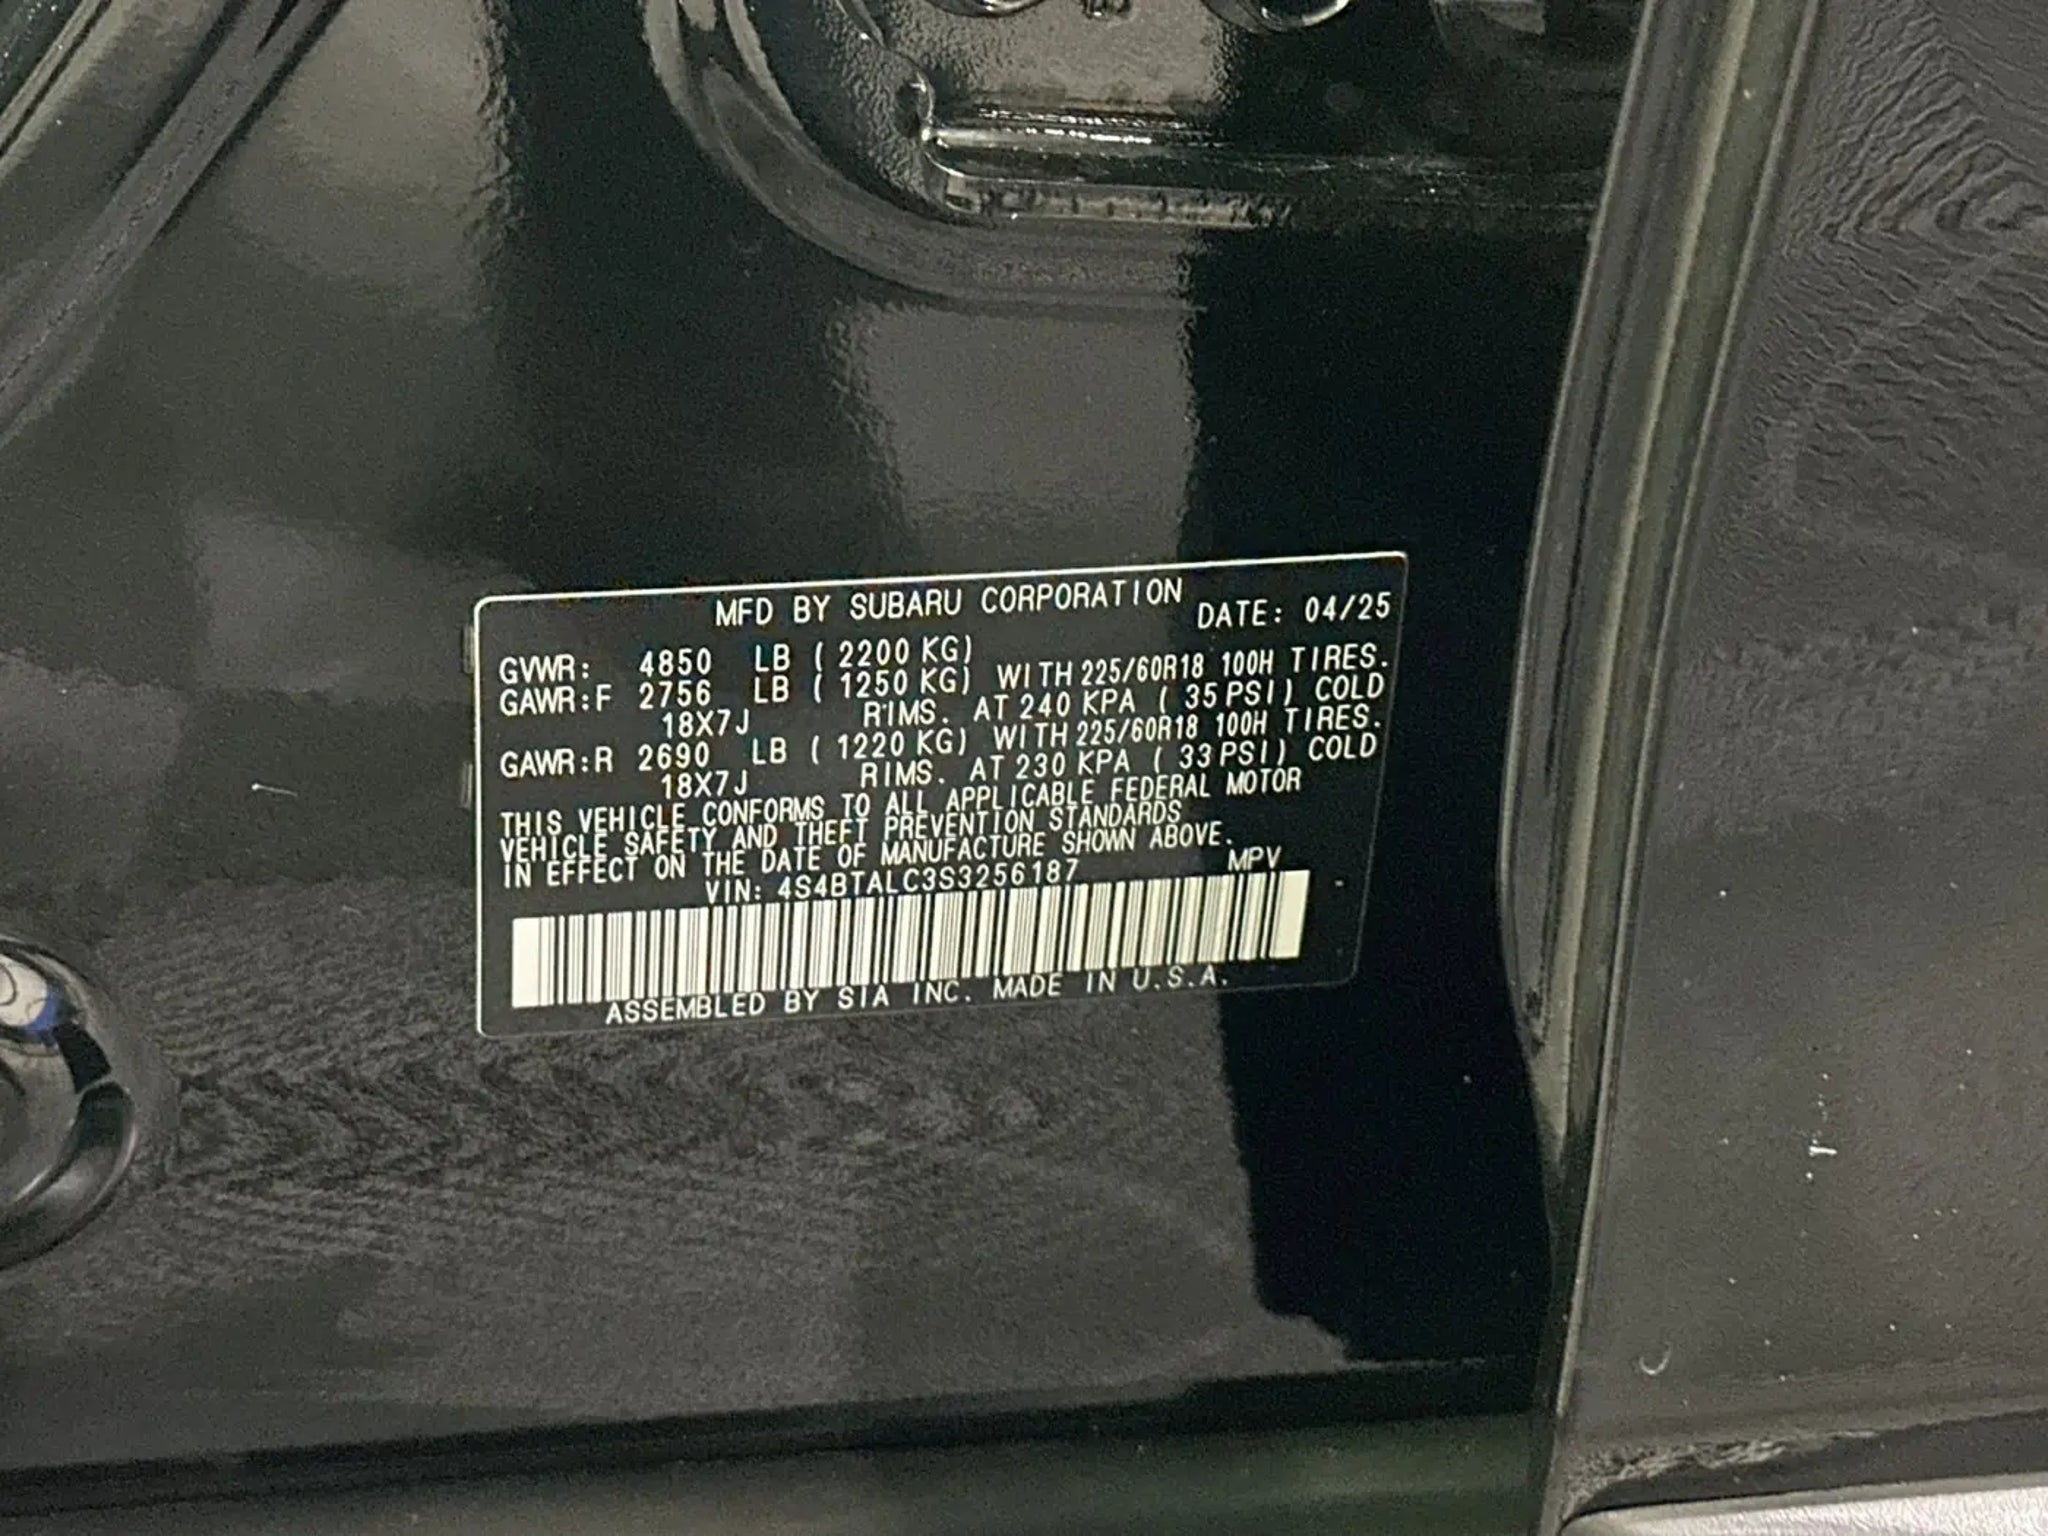 MFD BY SUBARU CORPORATION DATE: 04/25
GVWR: 4850 LB ( 2200 KG)
GAWR:F 2756 LB ( 1250 KG) WITH 225/60R18 100H TIRES.
18X7J RIMS. AT 240 KPA ( 35 PSI) COLD
GAWR:R 2690 LB ( 1220 KG) WITH 225/60R18 100H TIRES.
18X7J RIMS. AT 230 KPA ( 33 PSI) COLD
THIS VEHICLE CONFORMS TO ALL APPLICABLE FEDERAL MOTOR
VEHICLE SAFETY AND THEFT PREVENTION STANDARDS
IN EFFECT ON THE DATE OF MANUFACTURE SHOWN ABOVE.
VIN: 4S4BTALC3S3256187 MPV
ASSEMBLED BY SIA INC. MADE IN U.S.A.